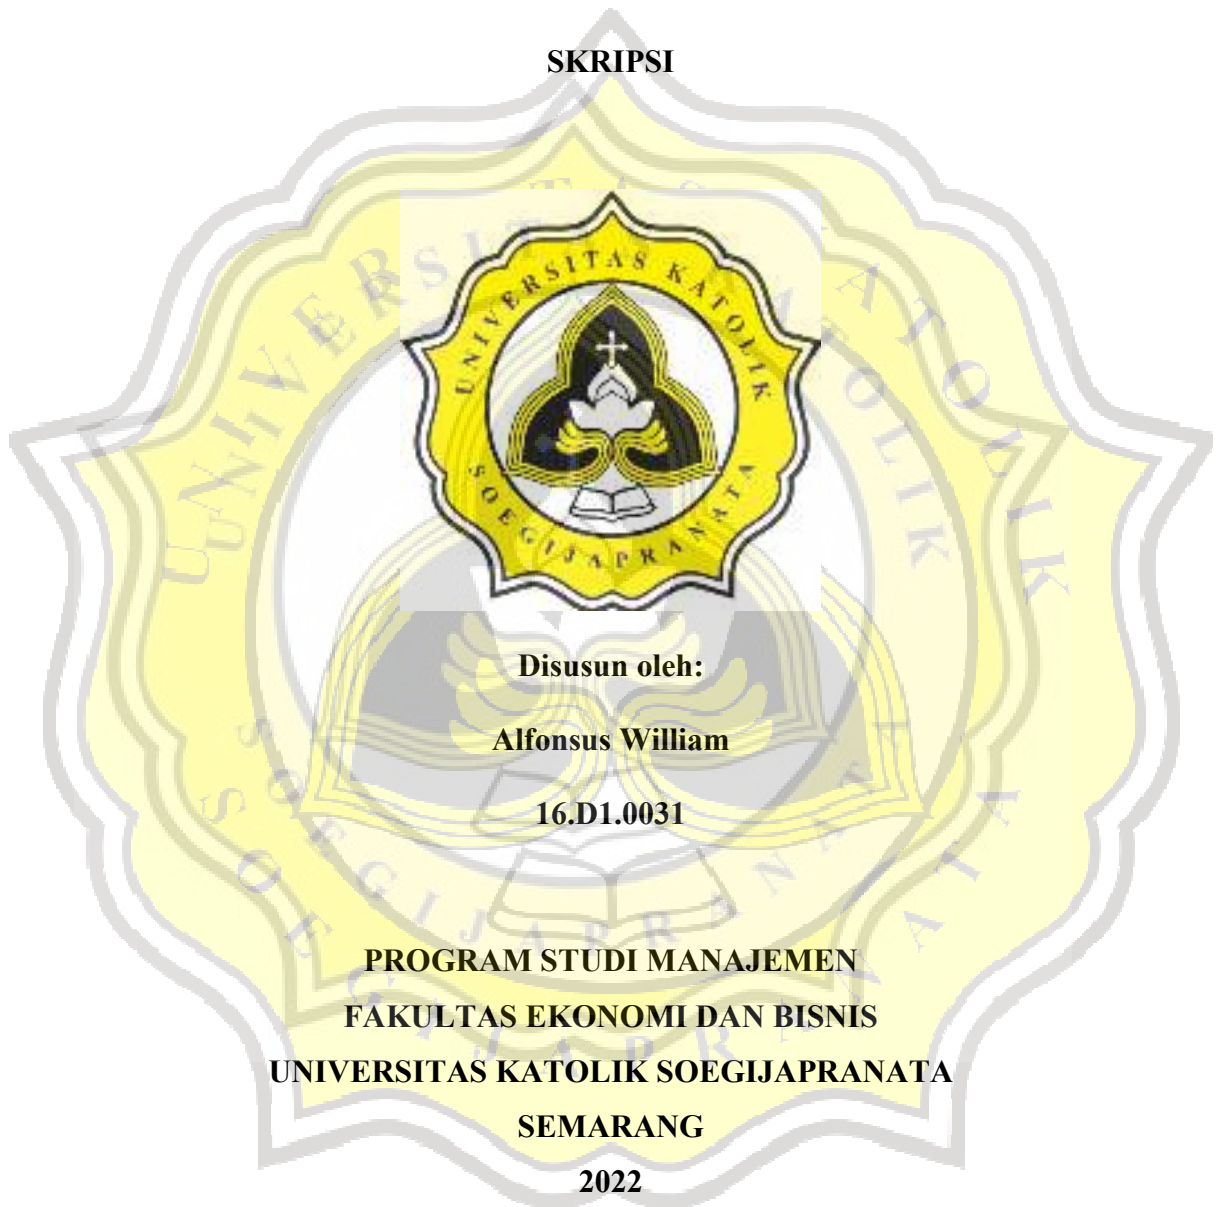 SKRIPSI
UNIVERSITAS KATOLIK
SOEGIJAPRANATA
Disusun oleh:
Alfonsus William
16.D1.0031
PROGRAM STUDI MANAJEMEN
FAKULTAS EKONOMI DAN BISNIS
UNIVERSITAS KATOLIK SOEGIJAPRANATA
SEMARANG
2022